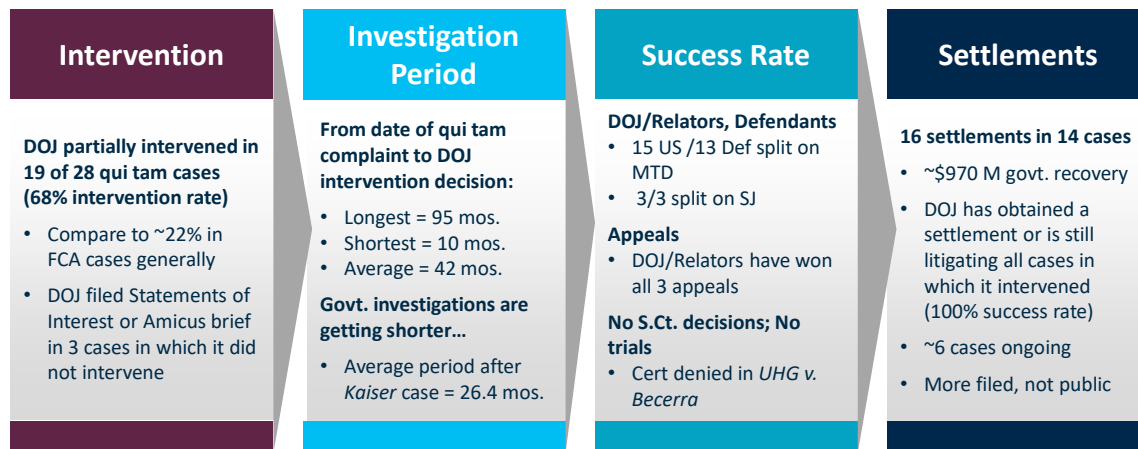 Intervention
DOJ partially intervened in
19 of 28 qui tam cases
(68% intervention rate)
• Compare to ~22% in
FCA cases generally
• DOJ filed Statements of
Interest or Amicus brief
in 3 cases in which it did
not intervene
Investigation
Period
From date of qui tam
complaint to DOJ
intervention decision:
• Longest = 95 mos.
• Shortest = 10 mos.
• Average = 42 mos.
Govt. investigations are
getting shorter…
• Average period after
Kaiser case = 26.4 mos.
Success Rate
DOJ/Relators, Defendants
• 15 US /13 Def split on
MTD
• 3/3 split on SJ
Appeals
• DOJ/Relators have won
all 3 appeals
No S.Ct. decisions; No
trials
• Cert denied in UHG v.
Becerra
Settlements
16 settlements in 14 cases
• ~$970 M govt. recovery
• DOJ has obtained a
settlement or is still
litigating all cases in
which it intervened
(100% success rate)
• ~6 cases ongoing
• More filed, not public